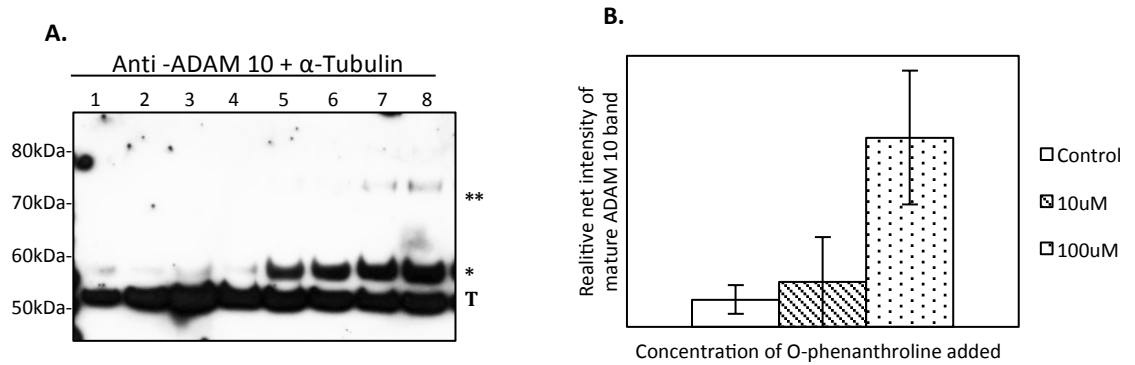 A.
Anti -ADAM 10 + α-Tubulin
1 2 3 4 5 6 7 8
80kDa-
70kDa-
60kDa-
50kDa-
**
*
T
B.
Realitive net intensity of
mature ADAM 10 band
Concentration of O-phenanthroline added
Control
10uM
100uM